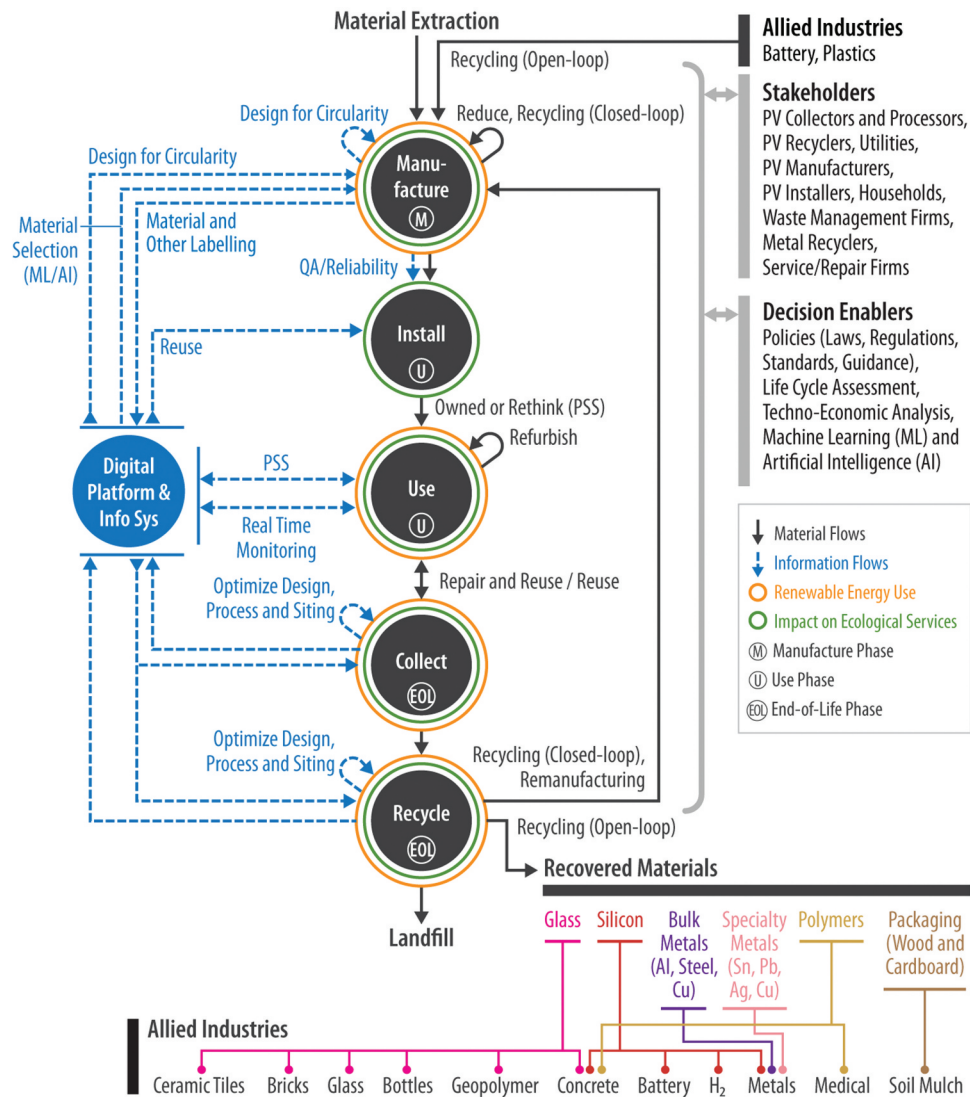 Material Extraction
Allied Industries
Battery, Plastics
Recycling (Open-loop)
Stakeholders
PV Collectors and Processors,
PV Recyclers, Utilities,
PV Manufacturers,
PV Installers, Households,
Waste Management Firms,
Metal Recyclers,
Service/Repair Firms
Design for Circularity
Reduce, Recycling (Closed-loop)
Design for Circularity
Manu-
facture
M
Material
Selection
(ML/AI)
Material and
Other Labelling
QA/Reliability
Decision Enablers
Policies (Laws, Regulations,
Standards, Guidance),
Life Cycle Assessment,
Techno-Economic Analysis,
Machine Learning (ML) and
Artificial Intelligence (AI)
Install
U
Reuse
Owned or Rethink (PSS)
Refurbish
Digital
Platform &
Info Sys
PSS
Use
U
Real Time
Monitoring
Material Flows
Information Flows
Renewable Energy Use
Impact on Ecological Services
M Manufacture Phase
U Use Phase
EOL End-of-Life Phase
Repair and Reuse / Reuse
Optimize Design,
Process and Siting
Collect
EOL
Optimize Design,
Process and Siting
Recycling (Closed-loop),
Remanufacturing
Recycle
EOL
Recycling (Open-loop)
Landfill
Recovered Materials
Glass
Silicon
Bulk
Metals
(Al, Steel,
Cu)
Specialty
Metals
(Sn, Pb,
Ag, Cu)
Polymers
Packaging
(Wood and
Cardboard)
Allied Industries
Ceramic Tiles
Bricks
Glass
Bottles
Geopolymer
Concrete
Battery
H₂
Metals
Medical
Soil Mulch